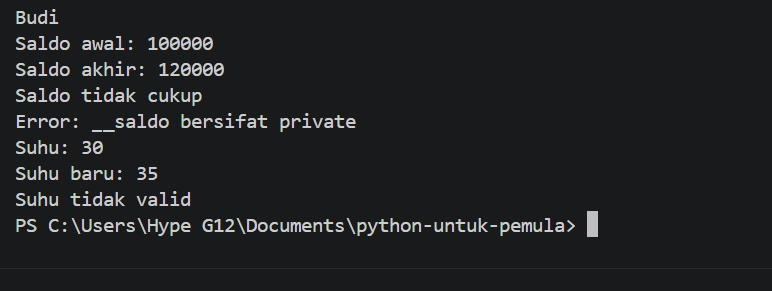 Budi
Saldo awal: 100000
Saldo akhir: 120000
Saldo tidak cukup
Error: __saldo bersifat private
Suhu: 30
Suhu baru: 35
Suhu tidak valid
PS C:\Users\Hype G12\Documents\python-untuk-pemula>